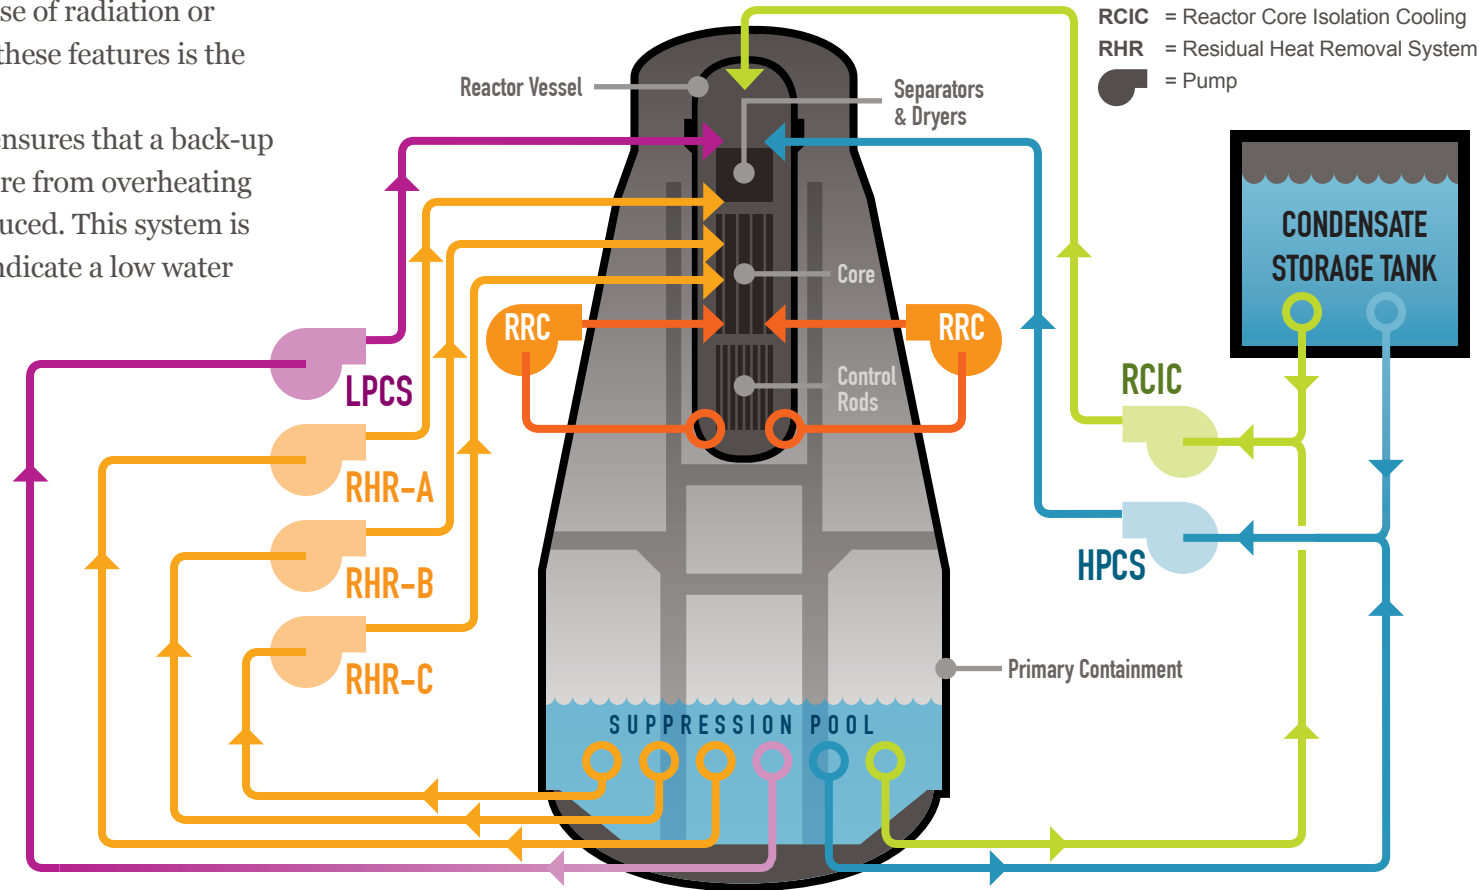 se of radiation or
these features is the
ensures that a back-up
re from overheating
uced. This system is
ndicate a low water
RCIC = Reactor Core Isolation Cooling
RHR = Residual Heat Removal System
= Pump
Reactor Vessel
Separators
& Dryers
CONDENSATE
STORAGE TANK
Core
RRC
RRC
Control
Rods
LPCS
RCIC
RHR-A
HPCS
RHR-B
RHR-C
Primary Containment
SUPPRESSION POOL